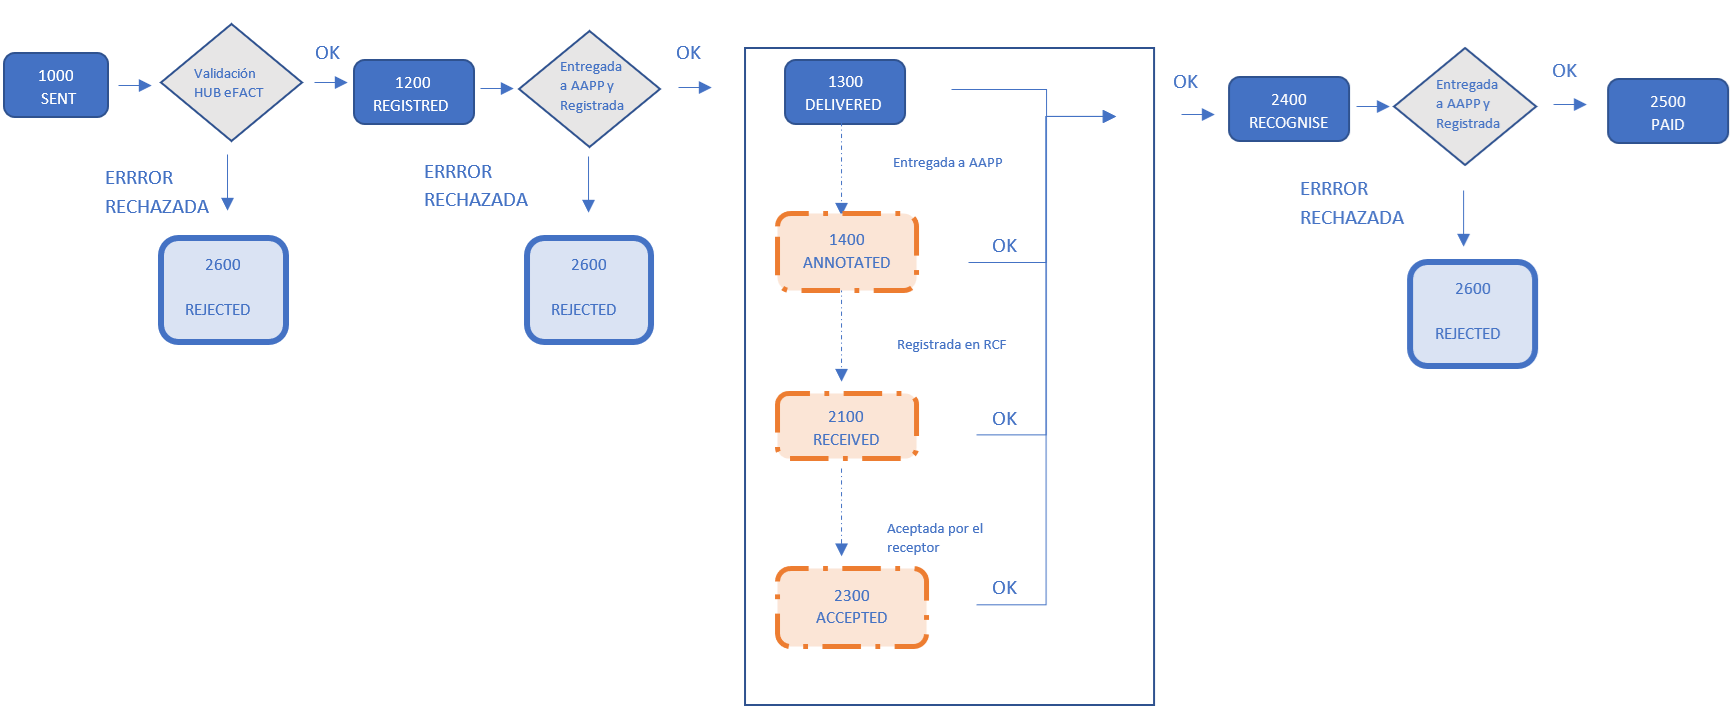 1000
SENT
Validación
HUB eFACT
OK
ERRROR
RECHAZADA
2600
REJECTED
1200
REGISTRED
Entregada
a AAPP y
Registrada
OK
ERRROR
RECHAZADA
2600
REJECTED
1300
DELIVERED
Entregada a AAPP
1400
ANNOTATED
OK
Registrada en RCF
2100
RECEIVED
OK
Aceptada por el
receptor
2300
ACCEPTED
OK
OK
2400
RECOGNISE
Entregada
a AAPP y
Registrada
OK
ERRROR
RECHAZADA
2600
REJECTED
2500
PAID